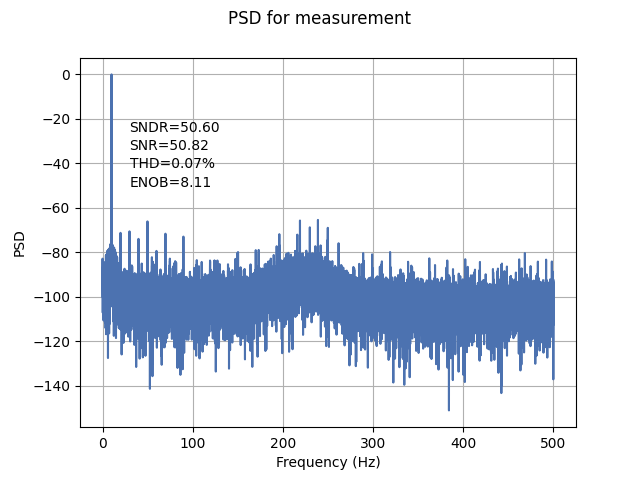 PSD for measurement
0
−20
−40
−60
−80
−100
−120
−140
PSD
SNDR=50.60
SNR=50.82
THD=0.07%
ENOB=8.11
0 100 200 300 400 500
Frequency (Hz)